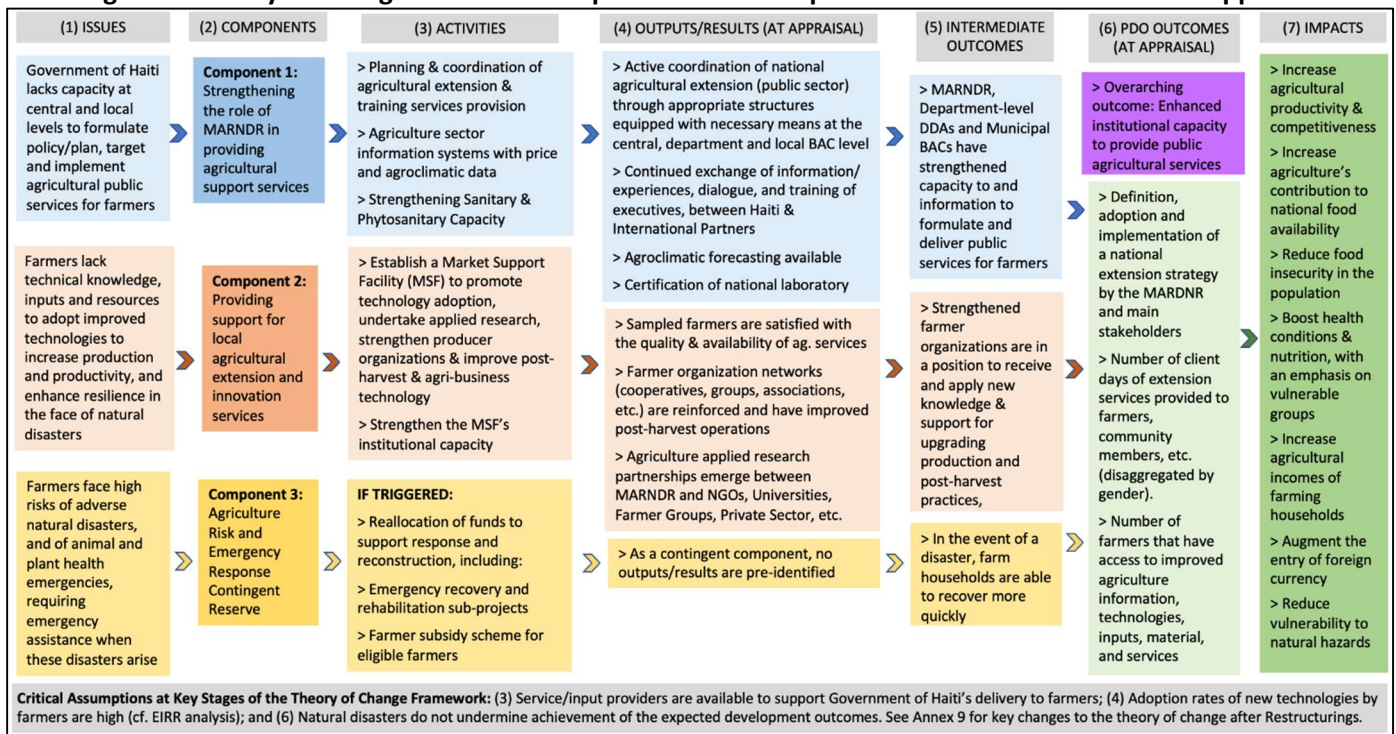 (1) ISSUES
(2) COMPONENTS
(3) ACTIVITIES
(4) OUTPUTS/RESULTS (AT APPRAISAL)
(5) INTERMEDIATE
OUTCOMES
(6) PDO OUTCOMES
(AT APPRAISAL)
(7) IMPACTS
Government of Haiti
lacks capacity at
central and local
levels to formulate
policy/plan, target
and implement
agricultural public
services for farmers
Component 1:
Strengthening
the role of
MARNDR in
providing
agricultural
support services
> Planning & coordination of
agricultural extension &
training services provision
> Agriculture sector
information systems with price
and agroclimatic data
> Strengthening Sanitary &
Phytosanitary Capacity
> Active coordination of national
agricultural extension (public sector)
through appropriate structures
equipped with necessary means at the
central, department and local BAC level
> Continued exchange of information/
experiences, dialogue, and training of
executives, between Haiti &
International Partners
> Agroclimatic forecasting available
> Certification of national laboratory
> MARNDR,
Department-level
DDAs and Municipal
BACs have
strengthened
capacity to and
information to
formulate and
deliver public
services for farmers
> Overarching
outcome: Enhanced
institutional capacity
to provide public
agricultural services
Farmers lack
technical knowledge,
inputs and resources
to adopt improved
technologies to
increase production
and productivity, and
enhance resilience in
the face of natural
disasters
Component 2:
Providing
support for
local
agricultural
extension and
innovation
services
> Establish a Market Support
Facility (MSF) to promote
technology adoption,
undertake applied research,
strengthen producer
organizations & improve post-
harvest & agri-business
technology
> Strengthen the MSF's
institutional capacity
> Sampled farmers are satisfied with
the quality & availability of ag. services
> Farmer organization networks
(cooperatives, groups, associations,
etc.) are reinforced and have improved
post-harvest operations
> Agriculture applied research
partnerships emerge between
MARNDR and NGOs, Universities,
Farmer Groups, Private Sector, etc.
> Strengthened
farmer
organizations are in
a position to receive
and apply new
knowledge &
support for
upgrading
production and
post-harvest
practices,
> Definition,
adoption and
implementation of
a national
extension strategy
by the MARDNR
and main
stakeholders
> Number of client
days of extension
services provided to
farmers,
community
members, etc.
(disaggregated by
gender).
> Number of
farmers that have
access to improved
agriculture
information,
technologies,
inputs, material,
and services
Farmers face high
risks of adverse
natural disasters,
and of animal and
plant health
emergencies,
requiring
emergency
assistance when
these disasters arise
Component 3:
Agriculture
Risk and
Emergency
Response
Contingent
Reserve
IF TRIGGERED:
> Reallocation of funds to
support response and
reconstruction, including:
> Emergency recovery and
rehabilitation sub-projects
> Farmer subsidy scheme for
eligible farmers
> As a contingent component, no
outputs/results are pre-identified
> In the event of a
disaster, farm
households are able
to recover more
quickly
> Increase
agricultural
productivity &
competitiveness
> Increase
agriculture's
contribution to
national food
availability
> Reduce food
insecurity in the
population
> Boost health
conditions &
nutrition, with
an emphasis on
vulnerable
groups
> Increase
agricultural
incomes of
farming
households
> Augment the
entry of foreign
currency
> Reduce
vulnerability to
natural hazards
Critical Assumptions at Key Stages of the Theory of Change Framework: (3) Service/input providers are available to support Government of Haiti's delivery to farmers; (4) Adoption rates of new technologies by
farmers are high (cf. EIRR analysis); and (6) Natural disasters do not undermine achievement of the expected development outcomes. See Annex 9 for key changes to the theory of change after Restructurings.